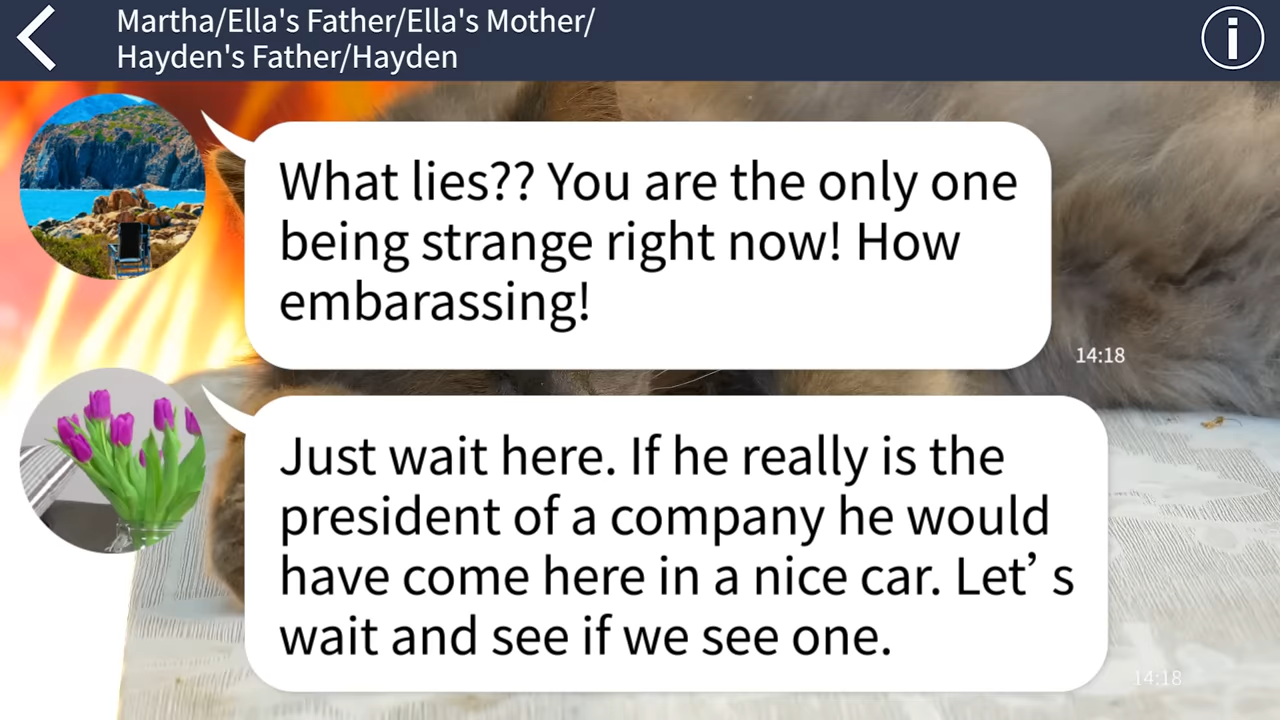 Martha/Ella's Father/Ella's Mother/
Hayden's Father/Hayden
What lies?? You are the only one
being strange right now! How
embarassing!
14:18
Just wait here. If he really is the
president of a company he would
have come here in a nice car. Let’s
wait and see if we see one.
14:18